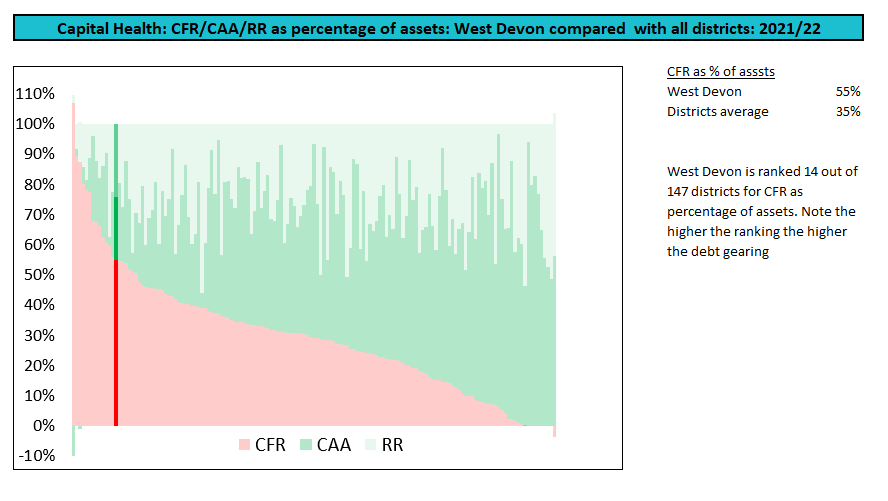 Capital Health: CFR/CAA/RR as percentage of assets: West Devon compared  with all districts: 2021/22
CFR as % of asssts
West Devon 55%
Districts average 35%
West Devon is ranked 14 out of
147 districts for CFR as
percentage of assets. Note the
higher the ranking the higher
the debt gearing
110%
100%
90%
80%
70%
60%
50%
40%
30%
20%
10%
0%
-10%
CFR CAA RR